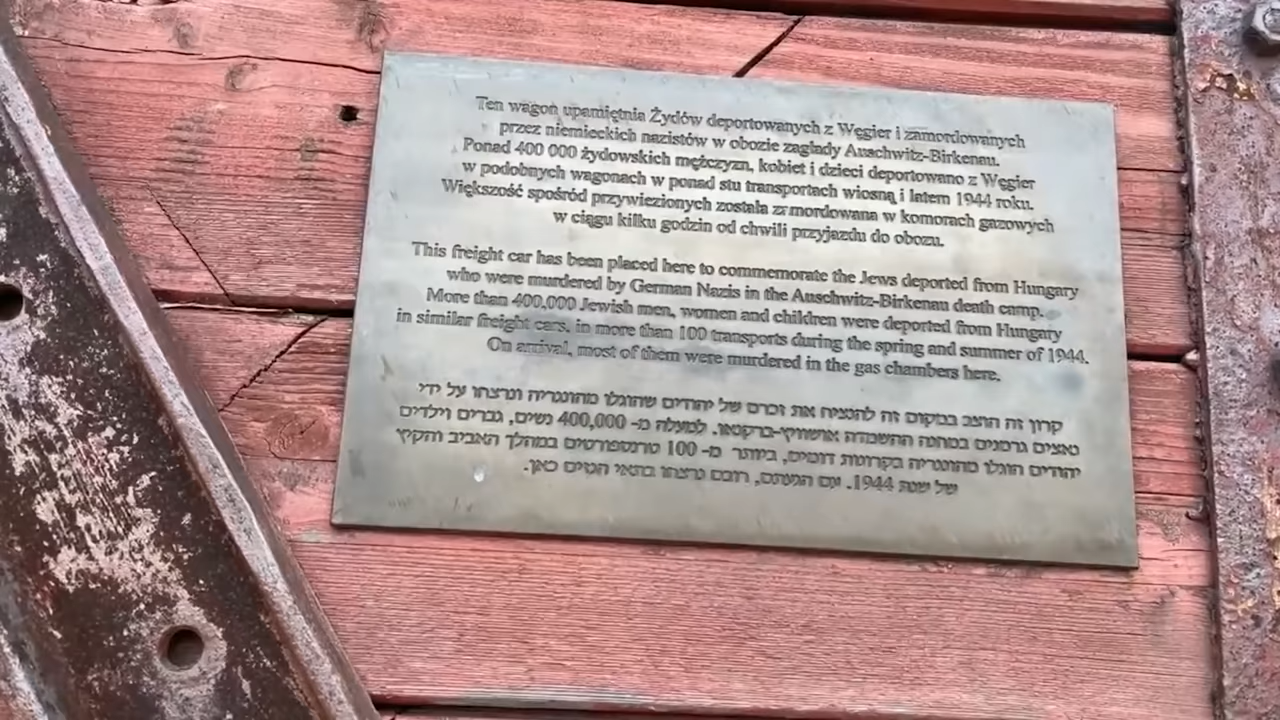 Ten wagon upamiętnia Żydów deportowanych z Węgier i zamordowanych
przez niemieckich nazistów w obozie zagłady Auschwitz-Birkenau.
Ponad 400 000 żydowskich mężczyzn, kobiet i dzieci deportowano z Węgier
w podobnych wagonach w ponad stu transportach wiosną i latem 1944 roku.
Większość spośród przywiezionych została zamordowana w komorach gazowych
w ciągu kilku godzin od chwili przyjazdu do obozu.
This freight car has been placed here to commemorate the Jews deported from Hungary
who were murdered by German Nazis in the Auschwitz-Birkenau death camp.
More than 400,000 Jewish men, women and children were deported from Hungary
in similar freight cars, in more than 100 transports during the spring and summer of 1944.
On arrival, most of them were murdered in the gas chambers here.
קרון זה הוצב במקום זה להנציח את זכרם של יהודים שהוגלו מהונגריה ונרצחו על ידי
נאצים גרמנים במחנה ההשמדה אושוויץ-ברקנאו. למעלה מ- 400,000 נשים, גברים וילדים
יהודים הוגלו מהונגריה בקרונות דומים, ביותר מ- 100 טרנספורטים במהלך האביב והקיץ
של שנת 1944. עם הגעתם, רובם נרצחו בתאי הגזים כאן.